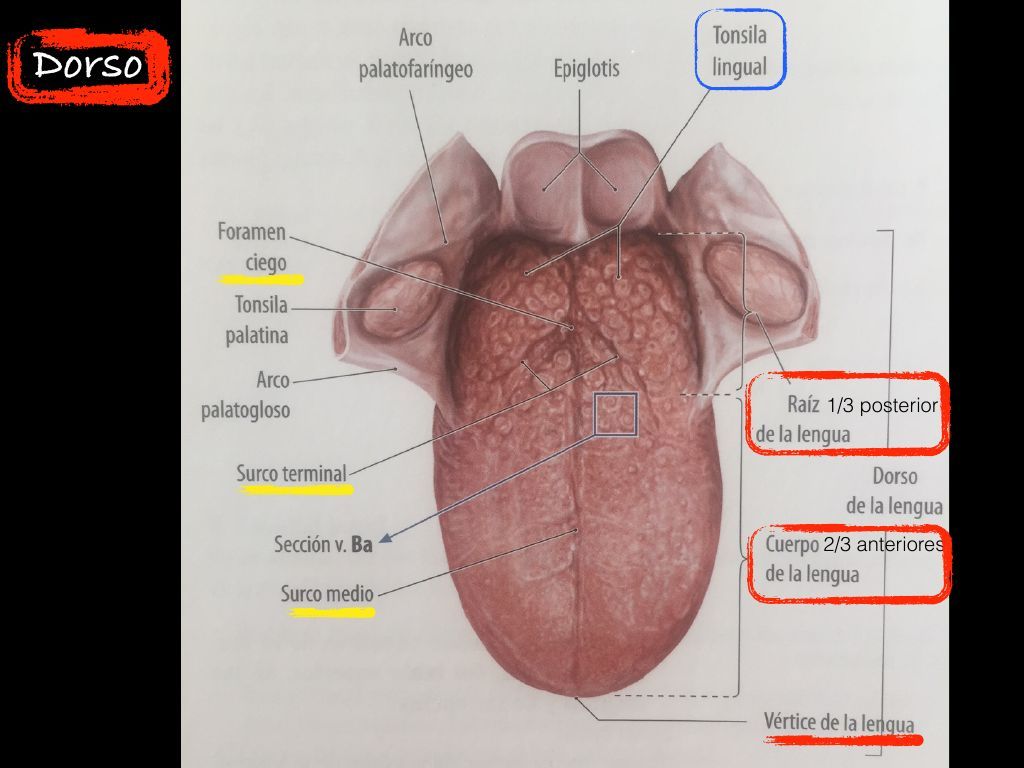 Dorso
Arco
palatofaríngeo
Epiglotis
Tonsila
lingual
Foramen
ciego
Tonsila
palatina
Arco
palatogloso
Surco terminal
Sección v. Ba
Surco medio
Raíz 1/3 posterior
de la lengua
Dorso
de la lengua
Cuerpo 2/3 anteriores
de la lengua
Vértice de la lengua